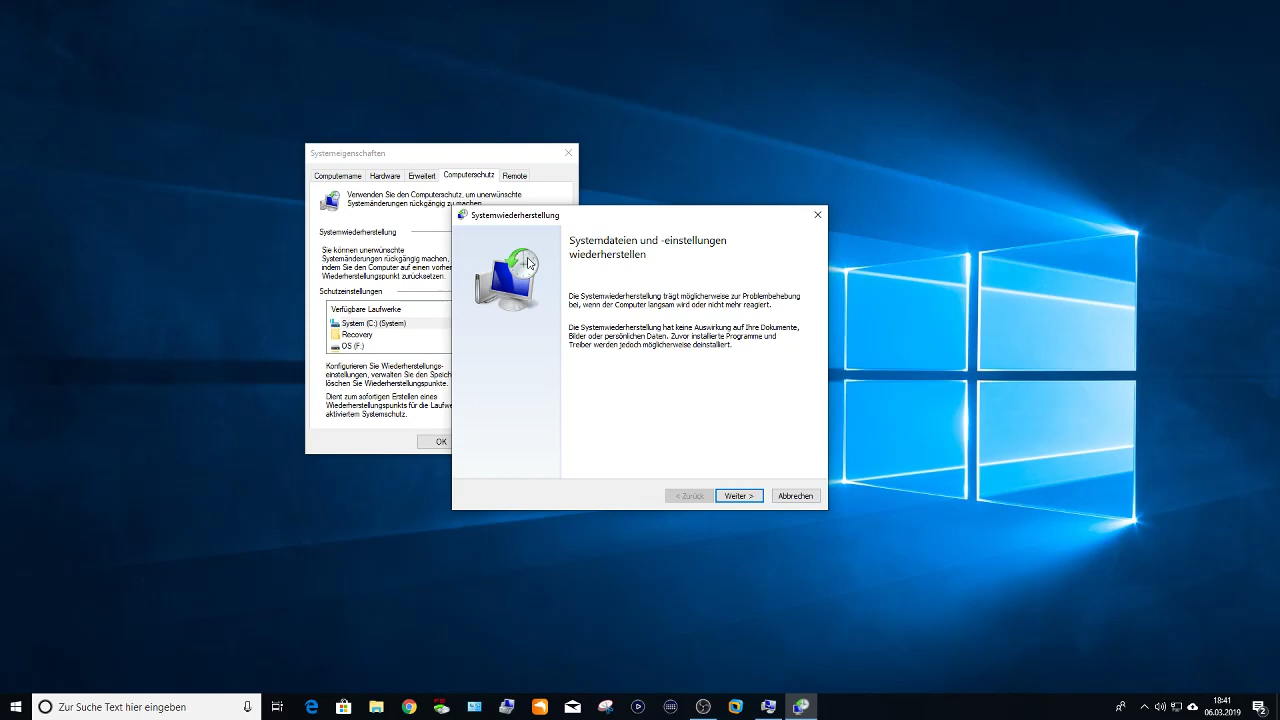 Systemeigenschaften
Computername Hardware Erweitert Computerschutz Remote
Verwenden Sie den Computerschutz, um unerwünschte
Systemänderungen rückgängig zu machen.
Systemwiederherstellung
Sie können unerwünschte
Systemänderungen rückgängig machen,
indem Sie den Computer auf einen vorher
Wiederherstellungspunkt zurücksetzen.
Schutzeinstellungen
Verfügbare Laufwerke
System (C:) (System)
Recovery
OS (F:)
Konfigurieren Sie Wiederherstellungs-
einstellungen, verwalten Sie den Speich
löschen Sie Wiederherstellungspunkte.
Dient zum sofortigen Erstellen eines
Wiederherstellungspunkts für die Laufw
aktiviertem Systemschutz.
OK
Systemwiederherstellung
Systemdateien und -einstellungen
wiederherstellen
Die Systemwiederherstellung trägt möglicherweise zur Problembehebung
bei, wenn der Computer langsam wird oder nicht mehr reagiert.
Die Systemwiederherstellung hat keine Auswirkung auf Ihre Dokumente,
Bilder oder persönlichen Daten. Zuvor installierte Programme und
Treiber werden jedoch möglicherweise deinstalliert.
< Zurück Weiter > Abbrechen
Zur Suche Text hier eingeben
18:41
06.03.2019
2